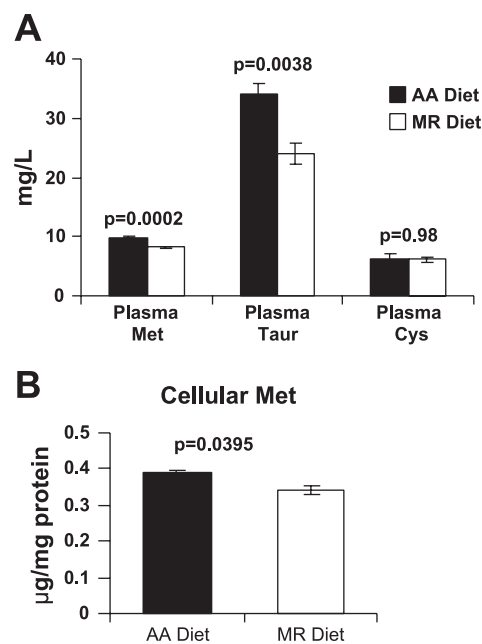 A
40
30
20
10
0
mg/L
p=0.0002
p=0.0038
p=0.98
AA Diet
MR Diet
Plasma
Met
Plasma
Taur
Plasma
Cys
B
Cellular Met
0.5
0.4
0.3
0.2
0.1
0
µg/mg protein
p=0.0395
AA Diet
MR Diet